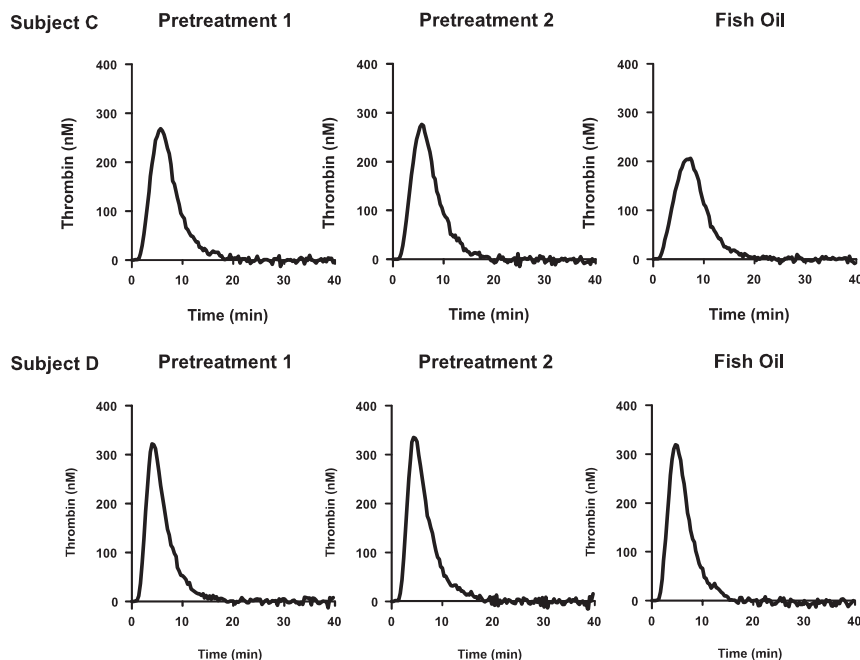 Subject C Pretreatment 1 Pretreatment 2 Fish Oil
400 400 400
300 300 300
Thrombin (nM) Thrombin (nM) Thrombin (nM)
200 200 200
100 100 100
0 0 0
0 10 20 30 40 0 10 20 30 40 0 10 20 30 40
Time (min) Time (min) Time (min)
Subject D Pretreatment 1 Pretreatment 2 Fish Oil
400 400 400
300 300 300
Thrombin (nM) Thrombin (nM) Thrombin (nM)
200 200 200
100 100 100
0 0 0
0 10 20 30 40 0 10 20 30 40 0 10 20 30 40
Time (min) Time (min) Time (min)